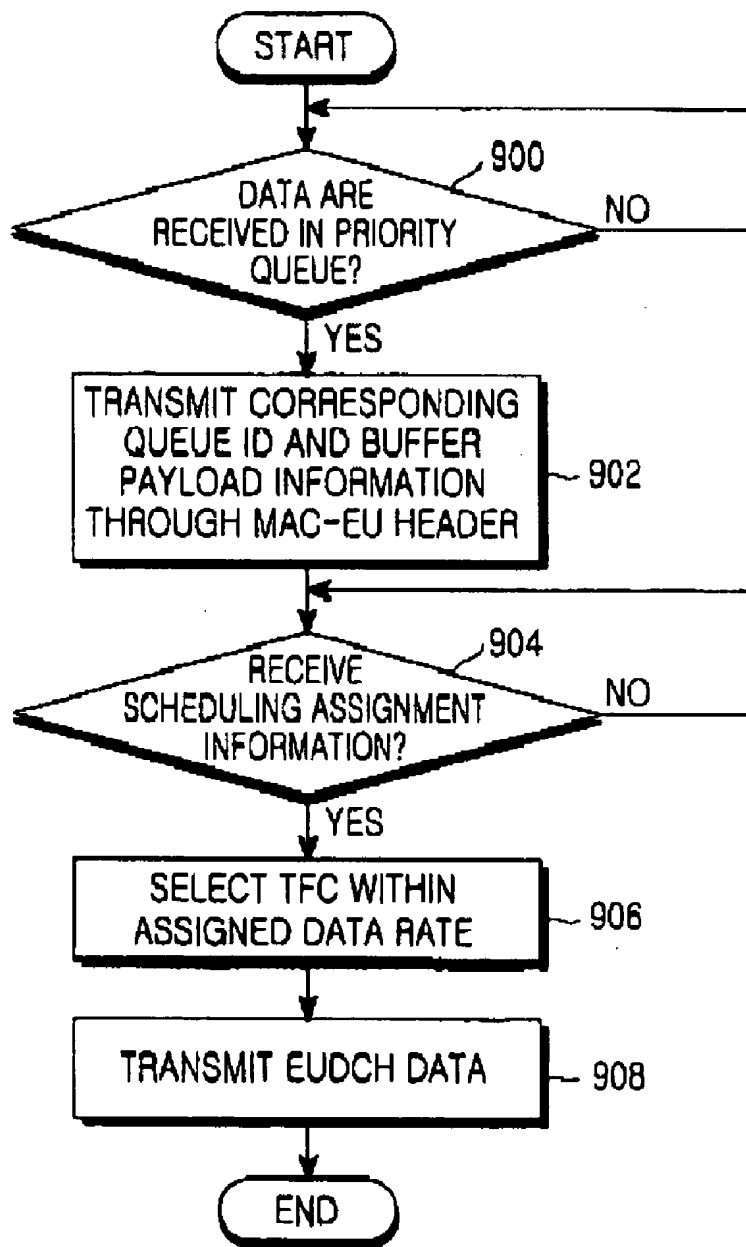 START
900
DATA ARE
RECEIVED IN PRIORITY
QUEUE?
NO
YES
TRANSMIT CORRESPONDING
QUEUE ID AND BUFFER
PAYLOAD INFORMATION
THROUGH MAC-EU HEADER
902
904
RECEIVE
SCHEDULING ASSIGNMENT
INFORMATION?
NO
YES
SELECT TFC WITHIN
ASSIGNED DATA RATE
906
TRANSMIT EUDCH DATA
908
END